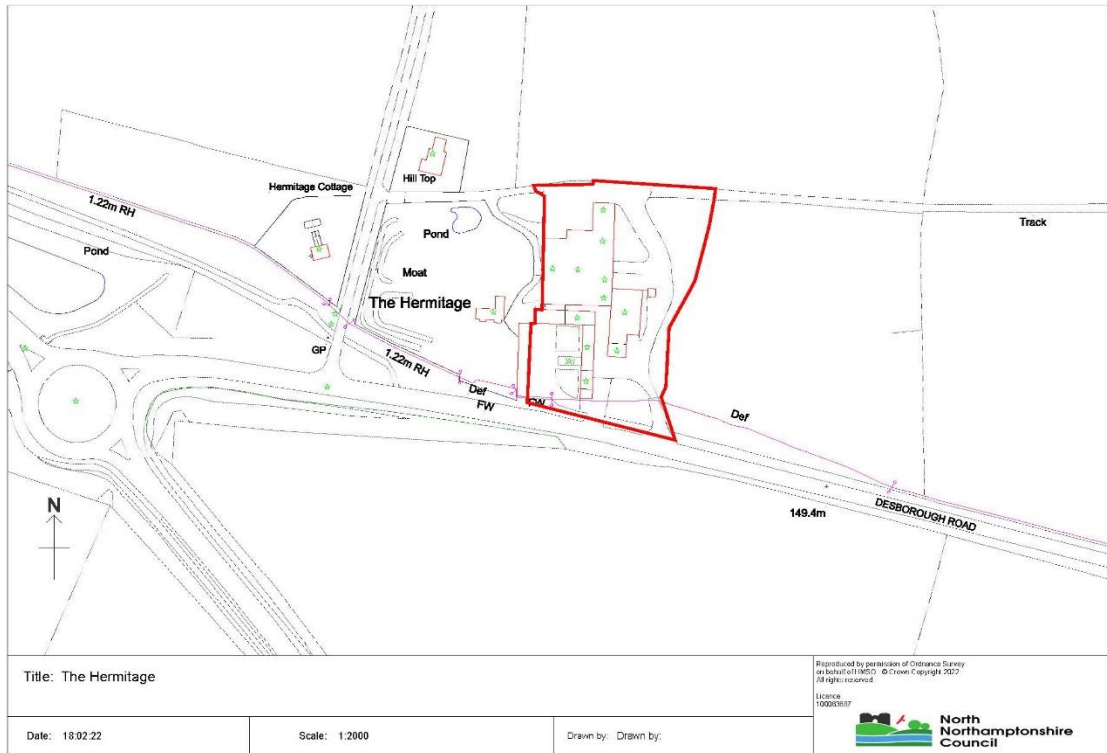 Hill Top
Hermitage Cottage
1.22m RH
Track
Pond
Pond
Moat
The Hermitage
GP
1.22m RH
Def
FW
FW
Def
N
149.4m
DESBOROUGH ROAD
Title: The Hermitage
Reproduced by permission of Ordnance Survey
on behalf of HMSO. © Crown Copyright 2022.
All rights reserved.
Licence
North
Northamptonshire
Council
Date: 18:02:22
Scale: 1:2000
Drawn by: Drawn by: